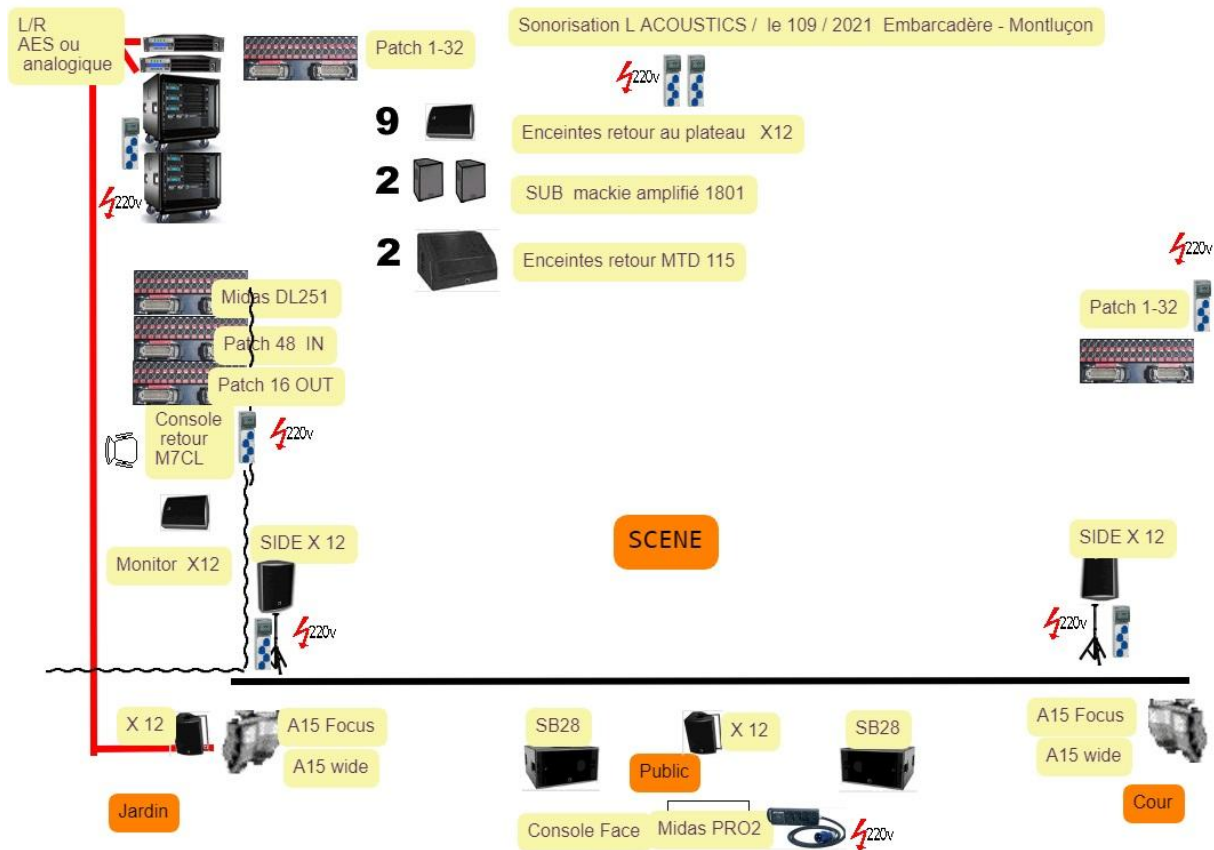 L/R
AES ou
analogique
Patch 1-32
Sonorisation L ACOUSTICS / le 109 / 2021 Embarcadère - Montluçon
220v
9
Enceintes retour au plateau X12
2
SUB mackie amplifié 1801
220v
2
Enceintes retour MTD 115
220v
Midas DL251
Patch 1-32
Patch 48 IN
Patch 16 OUT
Console
retour
M7CL
220v
SIDE X 12
SCENE
SIDE X 12
Monitor X12
220v
220v
X 12
A15 Focus
A15 wide
SB28
X 12
SB28
A15 Focus
A15 wide
Public
Jardin
Cour
Console Face
Midas PRO2
220v